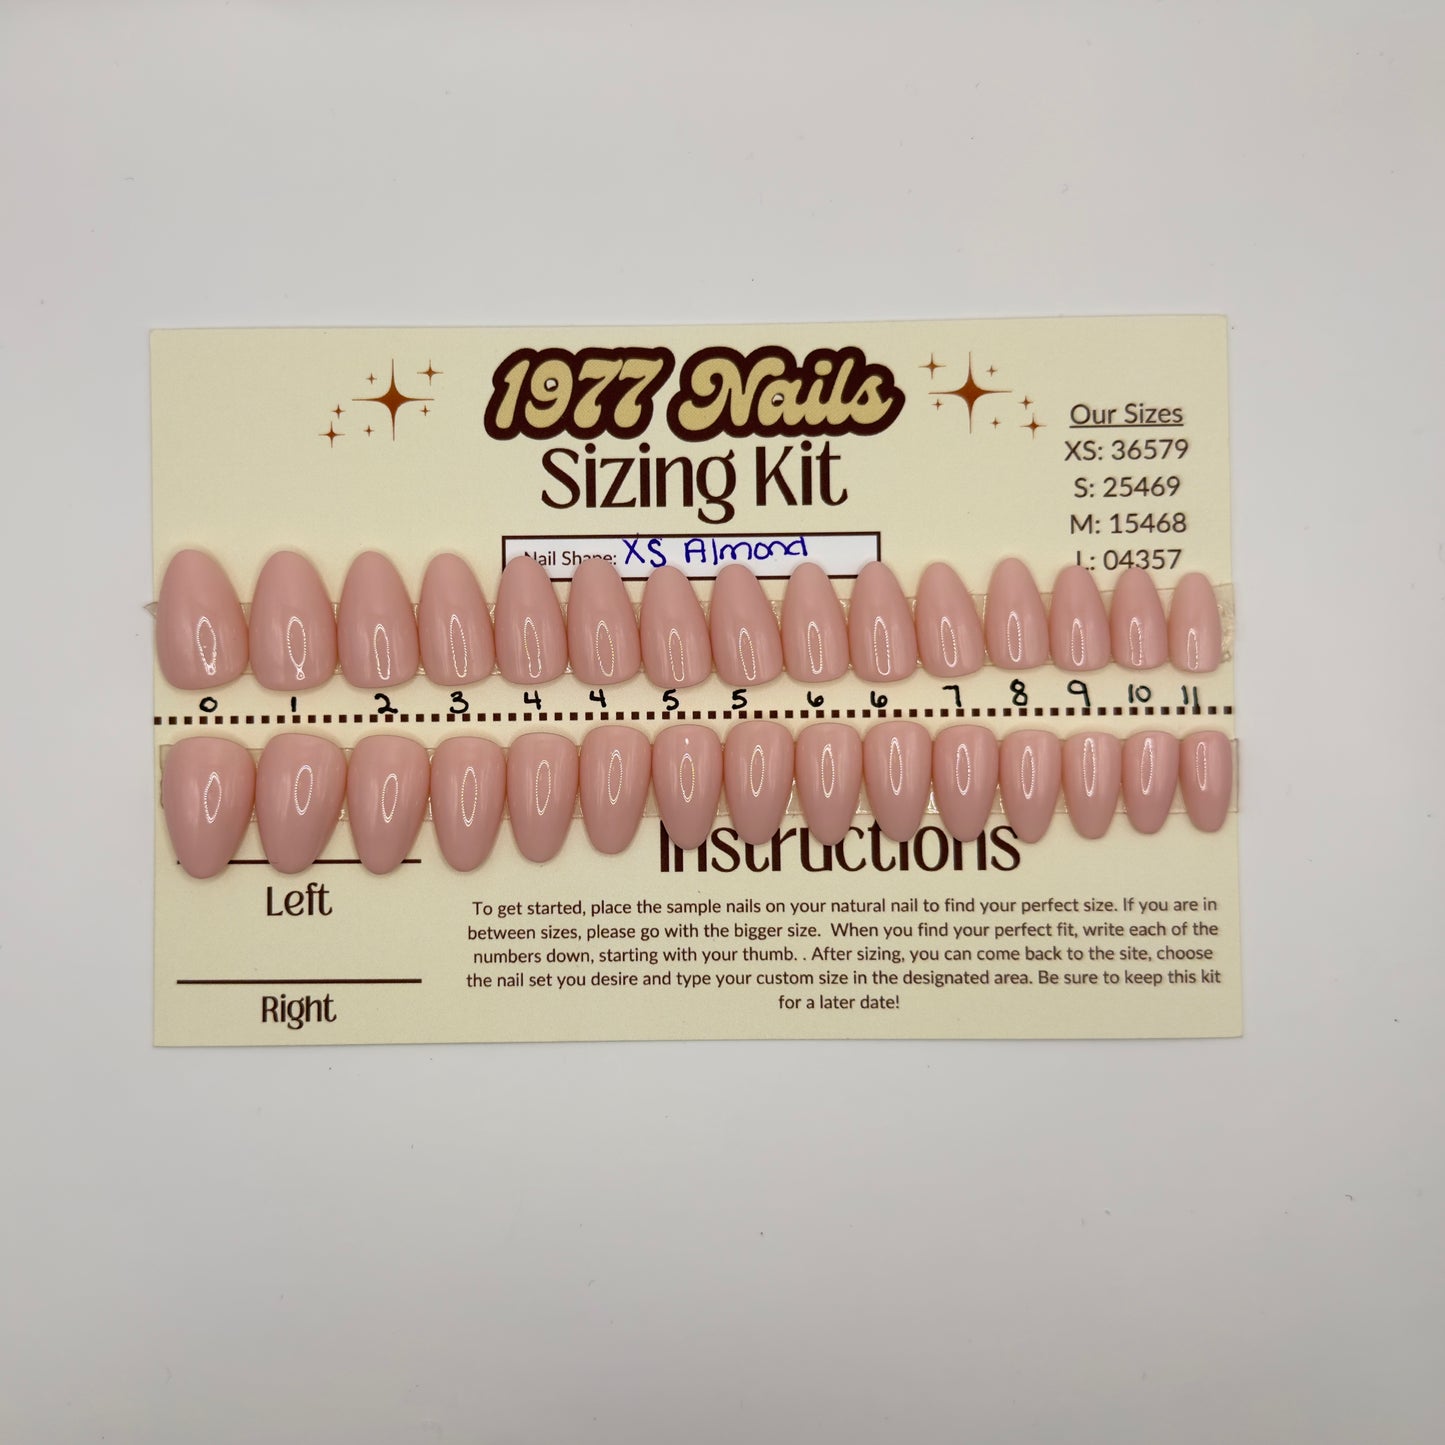 1977 Nails
Sizing Kit
Nail Shape: XS Almond
Our Sizes
XS: 36579
S: 25469
M: 15468
L: 04357
0 1 2 3 4 4 5 5 6 6 7 8 9 10 11
Left
Right
Instructions
To get started, place the sample nails on your natural nail to find your perfect size. If you are in
between sizes, please go with the bigger size.  When you find your perfect fit, write each of the
numbers down, starting with your thumb. . After sizing, you can come back to the site, choose
the nail set you desire and type your custom size in the designated area. Be sure to keep this kit
for a later date!